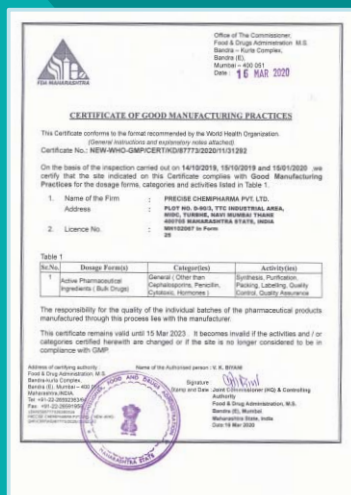 Office of The Commissioner,
Food & Drugs Administration M.S.
Bandra – Kurla Complex,
Bandra (E),
Mumbai – 400 051
Date : 16 MAR 2020
FDA MAHARASHTRA
CERTIFICATE OF GOOD MANUFACTURING PRACTICES
This Certificate conforms to the format recommended by the World Health Organization.
(General instructions and explanatory notes attached)
Certificate No.: NEW-WHO-GMP/CERT/KD/87773/2020/11/31292
On the basis of the inspection carried out on 14/10/2019, 15/10/2019 and 15/01/2020 we
certify that the site indicated on this Certificate complies with Good Manufacturing
Practices for the dosage forms, categories and activities listed in Table 1.
1. Name of the Firm : PRECISE CHEMIPHARMA PVT. LTD.
Address : PLOT NO. S-90/3, TTC INDUSTRIAL AREA,
MIDC, TURBHE, NAVI MUMBAI THANE
400705 MAHARASHTRA STATE, INDIA
2. Licence No. : in Form
25
Table 1
Sr.No. Dosage Form(s) Categor(ies) Activity(ies)
1 Active Pharmaceutical Ingredients ( Bulk Drugs) General ( Other than Cephalosporins, Penicillin, Cytotoxic, Hormones ) Synthesis, Purification, Packing, Labelling, Quality Control, Quality Assurance
The responsibility for the quality of the individual batches of the pharmaceutical products
manufactured through this process lies with the manufacturer.
This certificate remains valid until 15 Mar 2023. It becomes invalid if the activities and / or
categories certified herewith are changed or if the site is no longer considered to be in
compliance with GMP.
Address of certifying authority : Name of the Authorised person : V. R. BIYANI
Food & Drug Administration, M.S.
Bandra-Kurla Complex,
Bandra (E), Mumbai – 400
Maharashtra, INDIA
Signature :
Stamp and Date : Joint Commissioner (HQ) & Controlling
Authority
Food & Drugs Administration, M.S.
Bandra (E), Mumbai
Maharashtra State, India
Date 16 Mar 2020
FOOD AND DRUG ADMINISTRATION
MAHARASHTRA STATE